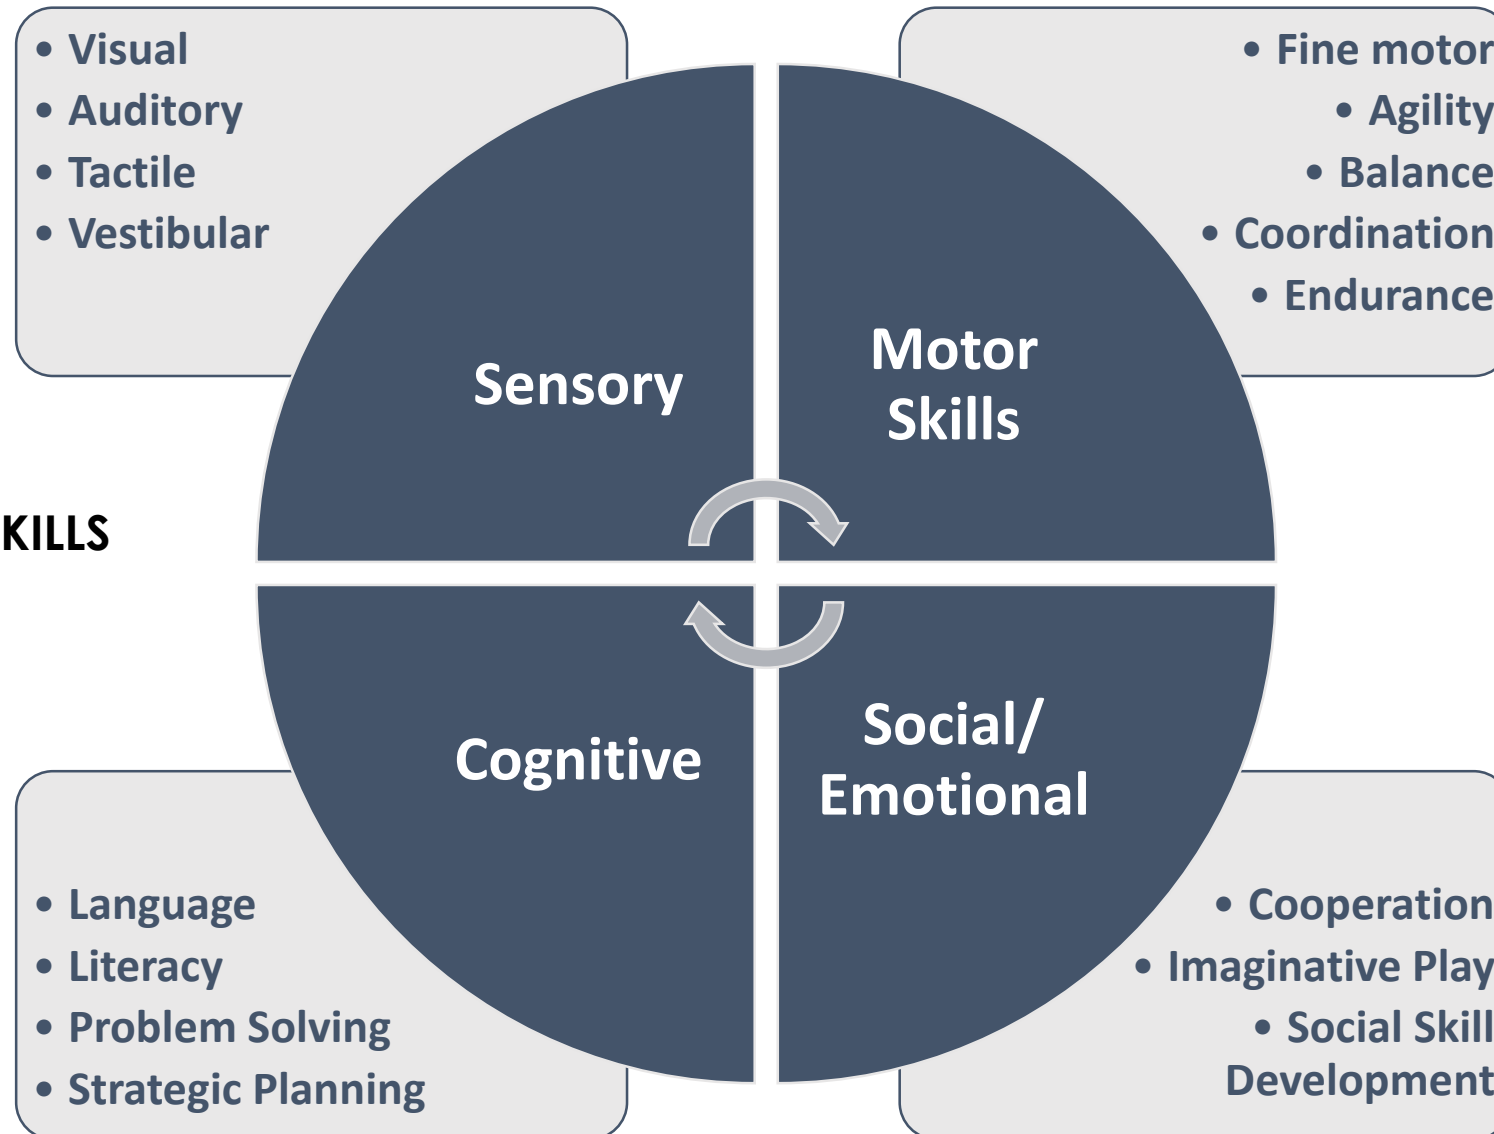 • Visual
• Auditory
• Tactile
• Vestibular
• Fine motor
• Agility
• Balance
• Coordination
• Endurance
Sensory
Motor
Skills
KILLS
Cognitive
Social/
Emotional
• Language
• Literacy
• Problem Solving
• Strategic Planning
• Cooperation
• Imaginative Play
• Social Skill
Development